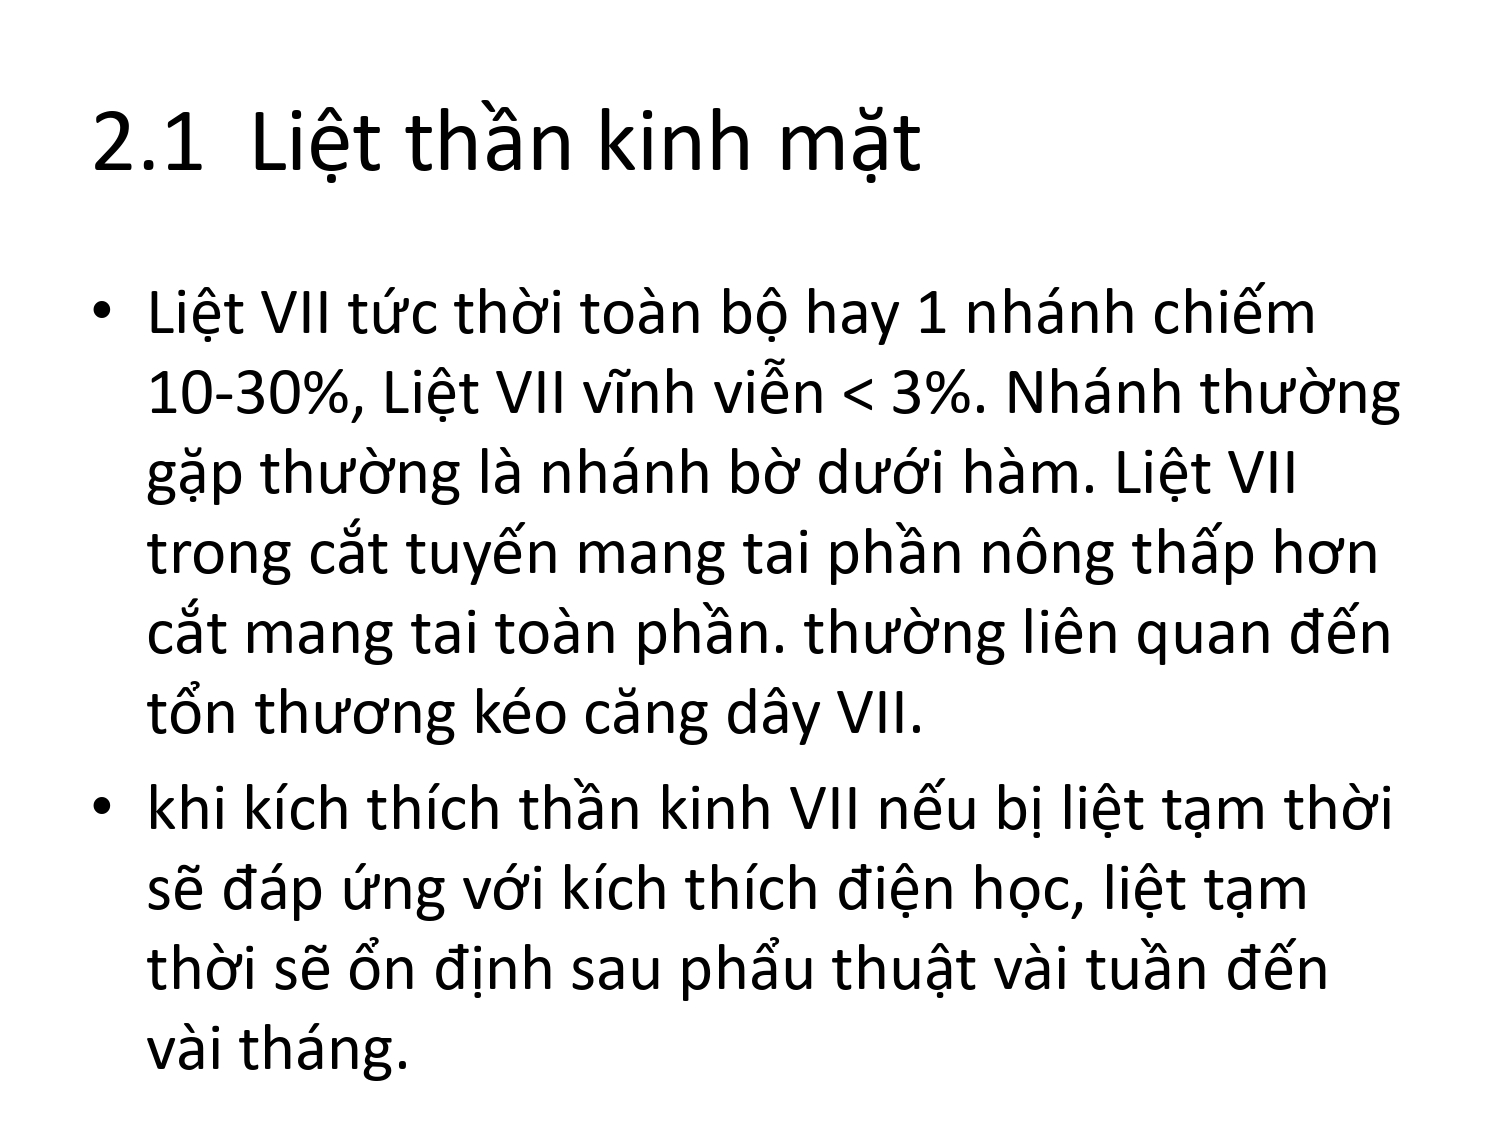 2.1 Liệt thần kinh mặt
• Liệt VII tức thời toàn bộ hay 1 nhánh chiếm
10-30%, Liệt VII vĩnh viễn < 3%. Nhánh thường
gặp thường là nhánh bờ dưới hàm. Liệt VII
trong cắt tuyến mang tai phần nông thấp hơn
cắt mang tai toàn phần. thường liên quan đến
tổn thương kéo căng dây VII.
• khi kích thích thần kinh VII nếu bị liệt tạm thời
sẽ đáp ứng với kích thích điện học, liệt tạm
thời sẽ ổn định sau phẩu thuật vài tuần đến
vài tháng.